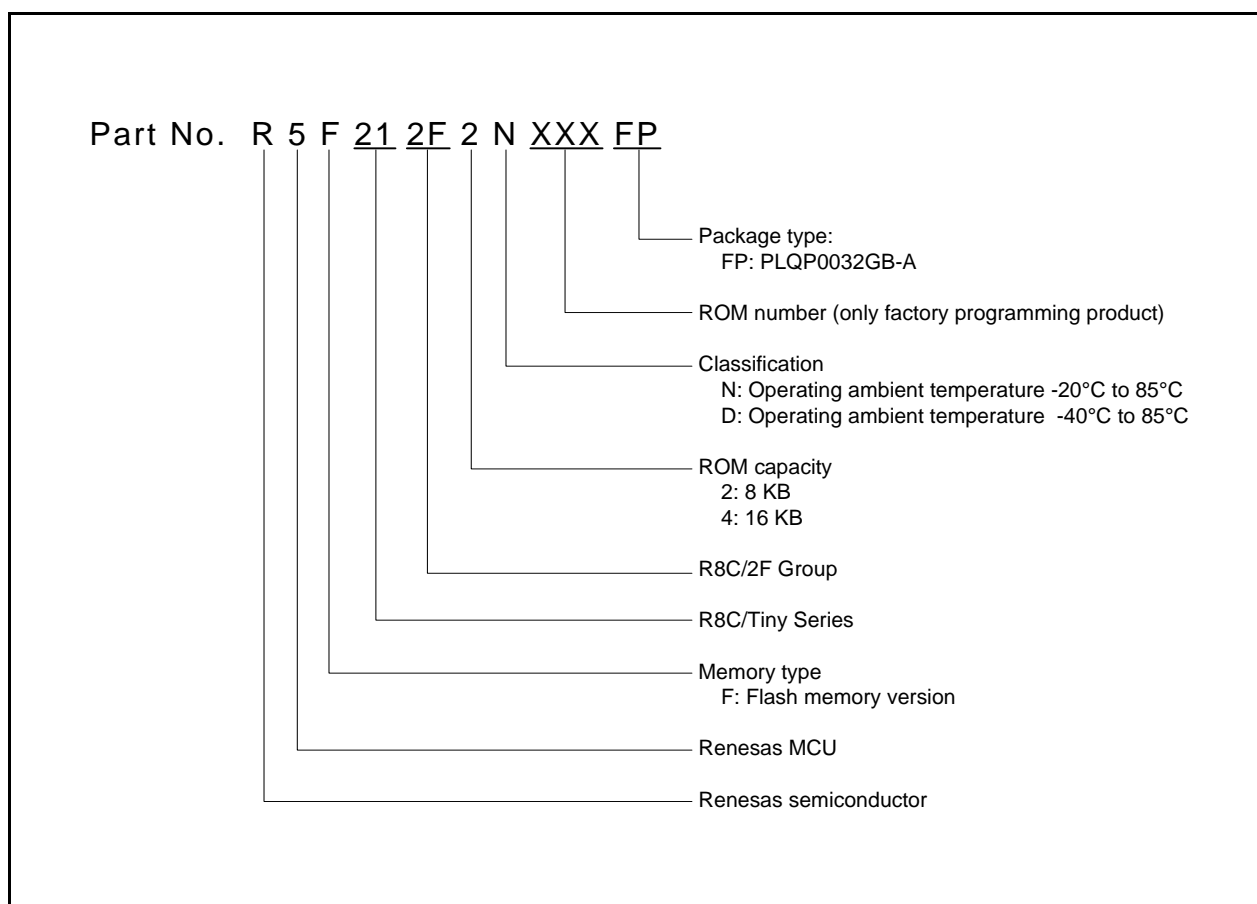 Part No. R 5 F 21 2F 2 N XXX FP
Package type:
FP: PLQP0032GB-A
ROM number (only factory programming product)
Classification
N: Operating ambient temperature -20°C to 85°C
D: Operating ambient temperature -40°C to 85°C
ROM capacity
2: 8 KB
4: 16 KB
R8C/2F Group
R8C/Tiny Series
Memory type
F: Flash memory version
Renesas MCU
Renesas semiconductor